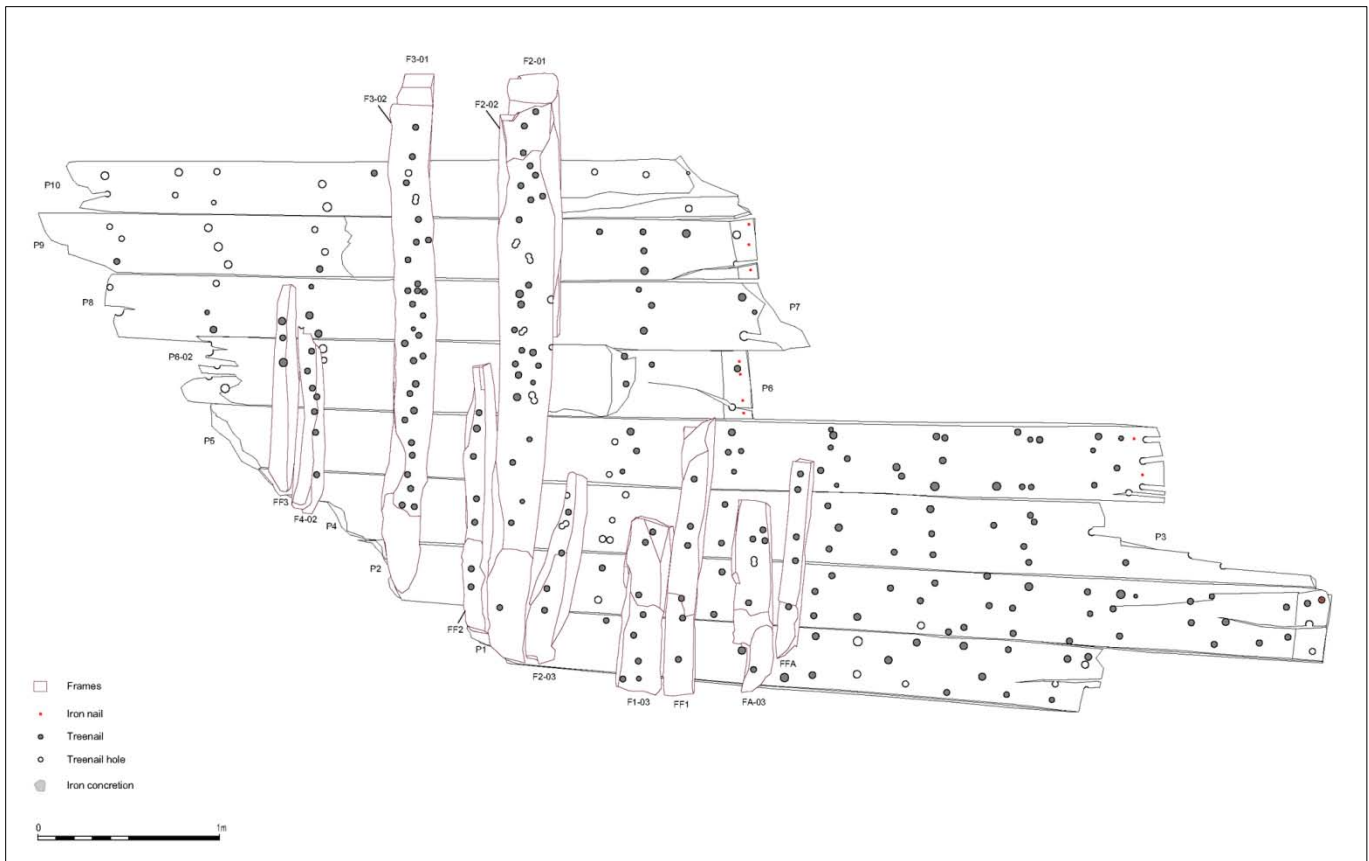 F3-01
F2-01
F3-02
F2-02
P10
P9
P8
P7
P6-02
P6
P5
FF3
F4-02
P4
P3
P2
FF2
P1
F2-03
FFA
F1-03
FF1
FA-03
Frames
Iron nail
Treenail
Treenail hole
Iron concretion
0 1m